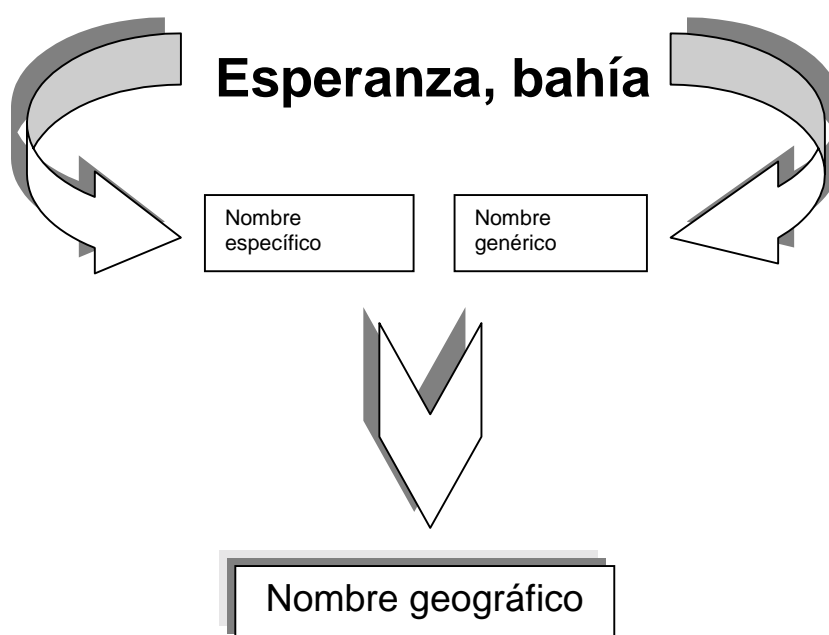 Esperanza, bahía
Nombre
específico
Nombre
genérico
Nombre geográfico